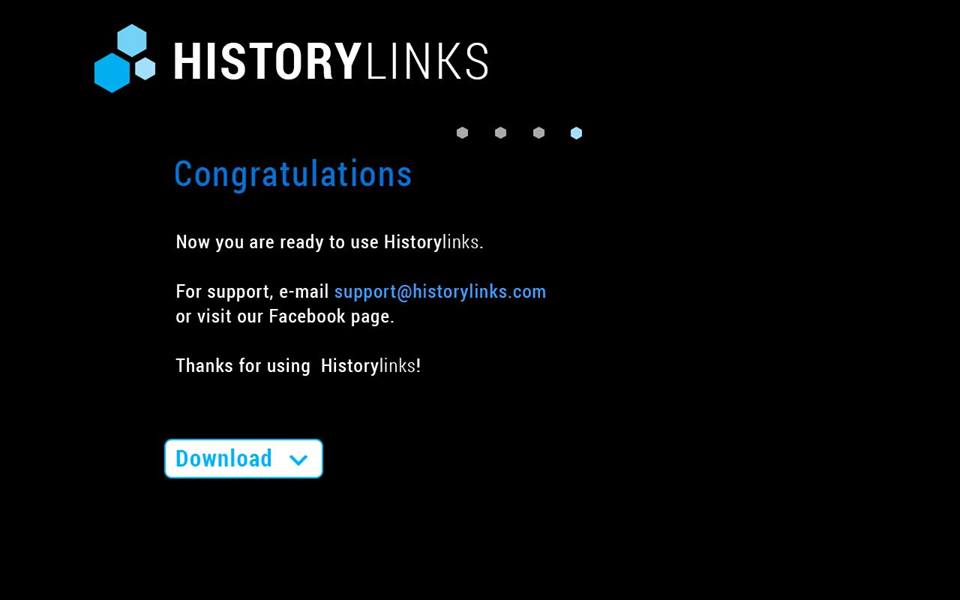 HISTORYLINKS
Congratulations
Now you are ready to use Historylinks.
For support, e-mail support@historylinks.com
or visit our Facebook page.
Thanks for using  Historylinks!
Download